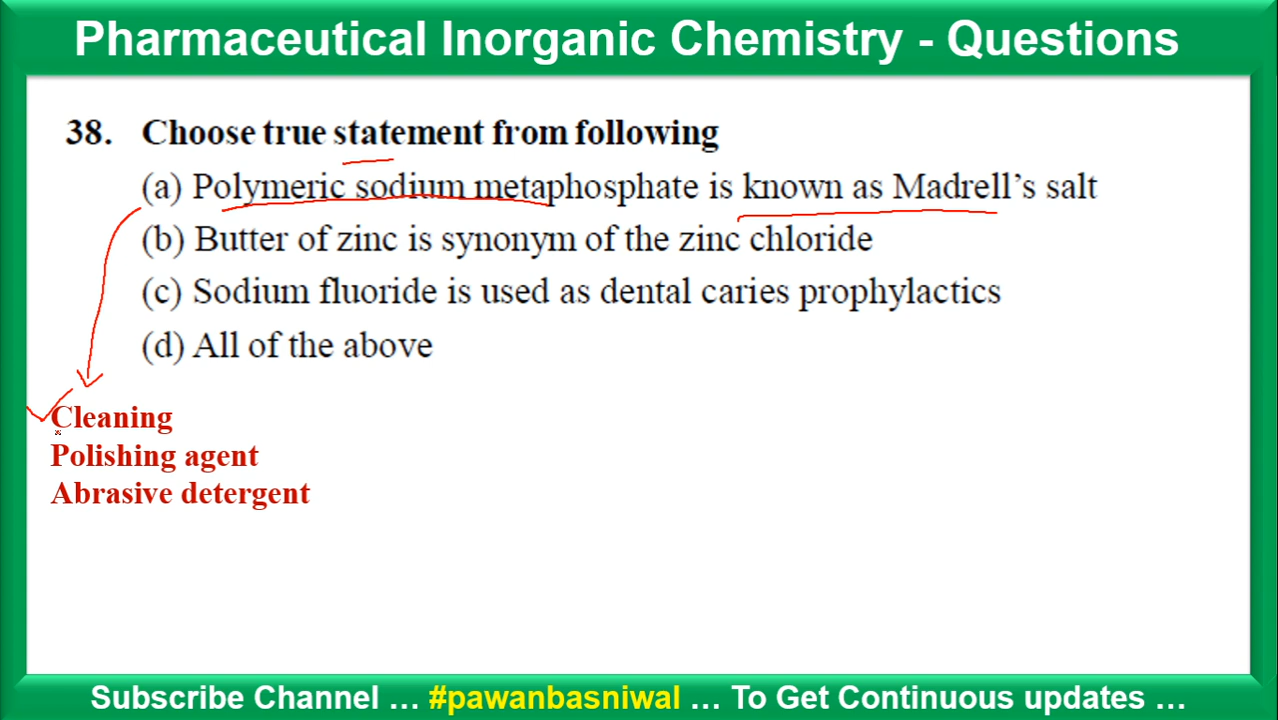 Pharmaceutical Inorganic Chemistry - Questions
38. Choose true statement from following
(a) Polymeric sodium metaphosphate is known as Madrell’s salt
(b) Butter of zinc is synonym of the zinc chloride
(c) Sodium fluoride is used as dental caries prophylactics
(d) All of the above
Cleaning
Polishing agent
Abrasive detergent
Subscribe Channel … #pawanbasniwal … To Get Continuous updates …